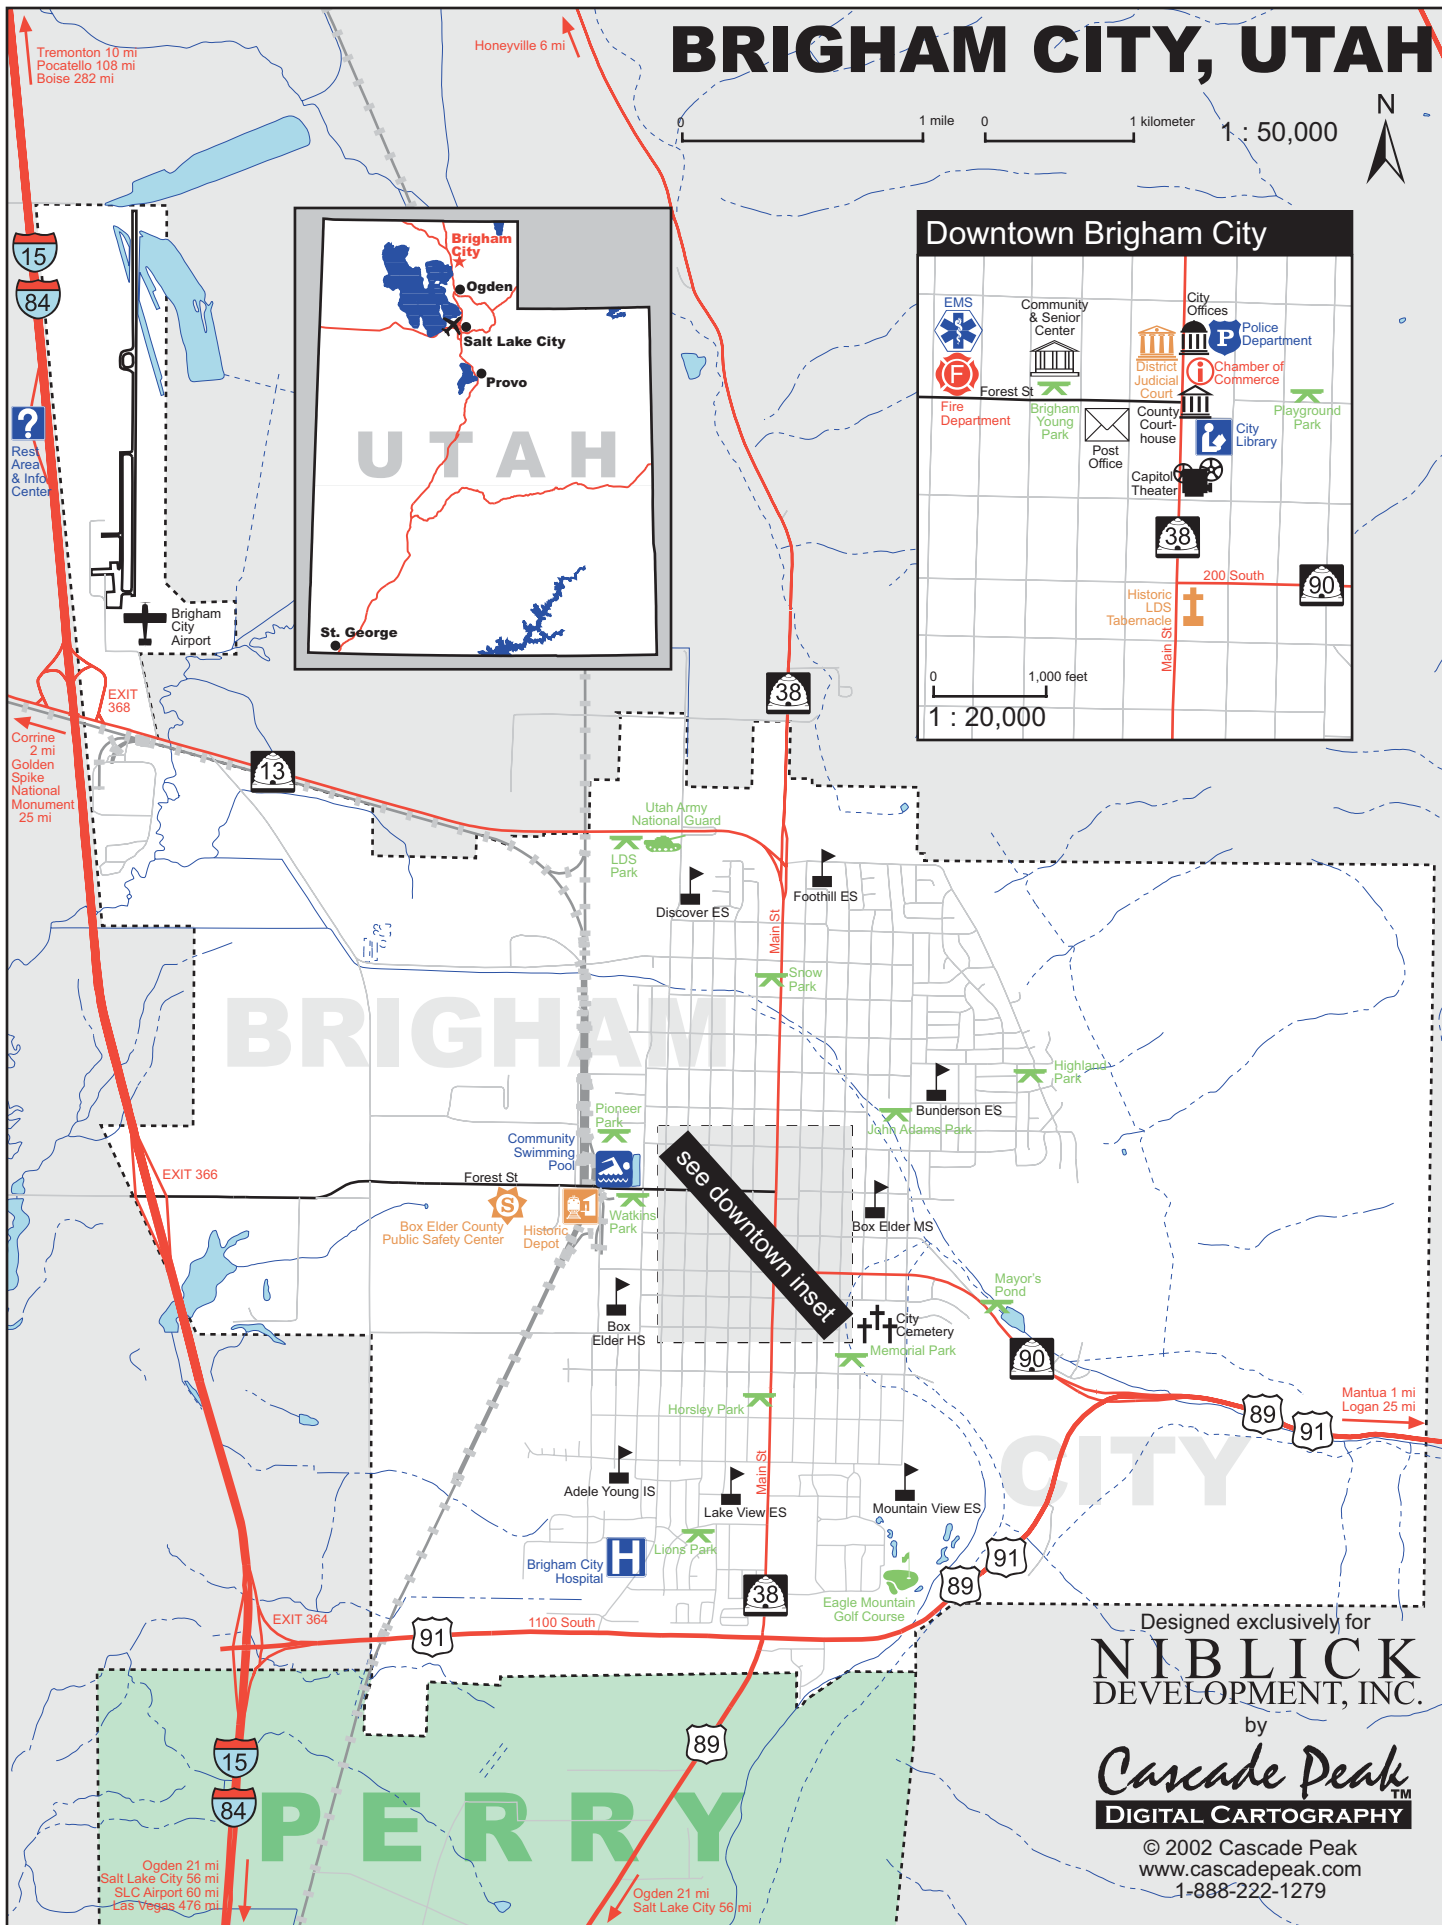 BRIGHAM CITY, UTAH
Tremonton 10 mi
Pocatello 108 mi
Boise 282 mi
Honeyville 6 mi
0
1 mile
0
1 kilometer
1 : 50,000
N
15
84
Rest
Area
& Info
Center
Brigham
City
Airport
Brigham
City
Ogden
Salt Lake City
Provo
UTAH
St. George
Downtown Brigham City
EMS
Community
& Senior
Center
City
Offices
P
Police
Department
District
Judicial
Court
i
Chamber of
Commerce
F
Forest St
Fire
Department
Brigham
Young
Park
Post
Office
County
Court-
house
City
Library
Playground
Park
Capitol
Theater
38
200 South
90
Historic
LDS
Tabernacle
Main St
0
1,000 feet
1 : 20,000
EXIT
368
Corrine
2 mi
Golden
Spike
National
Monument
25 mi
13
38
Utah Army
National Guard
LDS
Park
Discover ES
Foothill ES
Main St
Snow
Park
BRIGHAM
Highland
Park
Bunderson ES
John Adams Park
Pioneer
Park
Community
Swimming
Pool
EXIT 366
Forest St
S
Box Elder County
Public Safety Center
Historic
Depot
Watkins
Park
see downtown inset
Box Elder MS
Mayor's
Pond
Box
Elder HS
City
Cemetery
Memorial Park
90
Horsley Park
89
91
Mantua 1 mi
Logan 25 mi
CITY
Main St
Adele Young IS
Lake View ES
Mountain View ES
Lions Park
H
Brigham City
Hospital
38
91
89
Eagle Mountain
Golf Course
EXIT 364
91
1100 South
15
84
89
PERRY
Ogden 21 mi
Salt Lake City 56 mi
SLC Airport 60 mi
Las Vegas 476 mi
Ogden 21 mi
Salt Lake City 56 mi
Designed exclusively for
NIBLICK
DEVELOPMENT, INC.
by
Cascade Peak TM
DIGITAL CARTOGRAPHY
© 2002 Cascade Peak
www.cascadepeak.com
1-888-222-1279